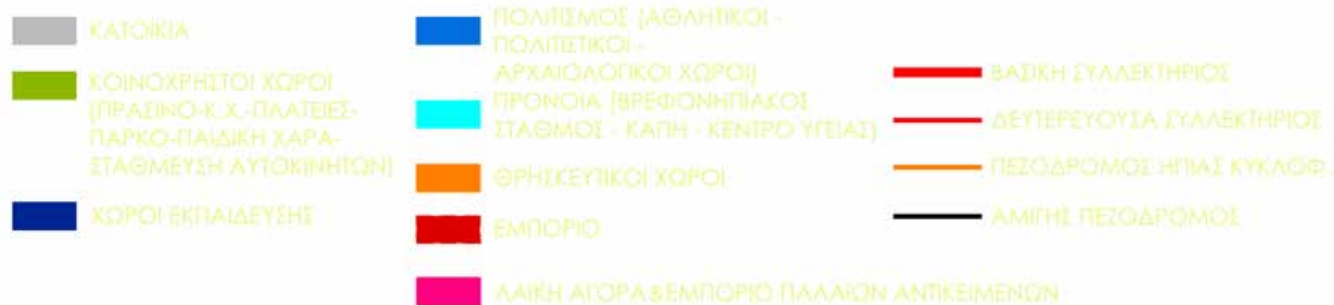 ΚΑΤΟΙΚΙΑ
ΚΟΙΝΟΧΡΗΣΤΟΙ ΧΩΡΟΙ
(ΠΡΑΣΙΝΟ-Κ.Χ.-ΠΛΑΤΕΙΕΣ-
ΠΑΡΚΟ-ΠΑΙΔΙΚΗ ΧΑΡΑ-
ΣΤΑΘΜΕΥΣΗ ΑΥΤΟΚΙΝΗΤΩΝ)
ΧΩΡΟΙ ΕΚΠΑΙΔΕΥΣΗΣ
ΠΟΛΙΤΙΣΜΟΣ (ΑΘΛΗΤΙΚΟΙ -
ΠΟΛΙΤΙΣΤΙΚΟΙ -
ΑΡΧΑΙΟΛΟΓΙΚΟΙ ΧΩΡΟΙ)
ΠΡΟΝΟΙΑ (ΒΡΕΦΟΝΗΠΙΑΚΟΣ
ΣΤΑΘΜΟΣ - ΚΑΠΗ - ΚΕΝΤΡΟ ΥΓΕΙΑΣ)
ΘΡΗΣΚΕΥΤΙΚΟΙ ΧΩΡΟΙ
ΕΜΠΟΡΙΟ
ΛΑΙΚΗ ΑΓΟΡΑ&ΕΜΠΟΡΙΟ ΠΑΛΑΙΩΝ ΑΝΤΙΚΕΙΜΕΝΩΝ
ΒΑΣΙΚΗ ΣΥΛΛΕΚΤΗΡΙΟΣ
ΔΕΥΤΕΡΕΥΟΥΣΑ ΣΥΛΛΕΚΤΗΡΙΟΣ
ΠΕΖΟΔΡΟΜΟΣ ΗΠΙΑΣ ΚΥΚΛΟΦ.
ΑΜΙΓΗΣ ΠΕΖΟΔΡΟΜΟΣ